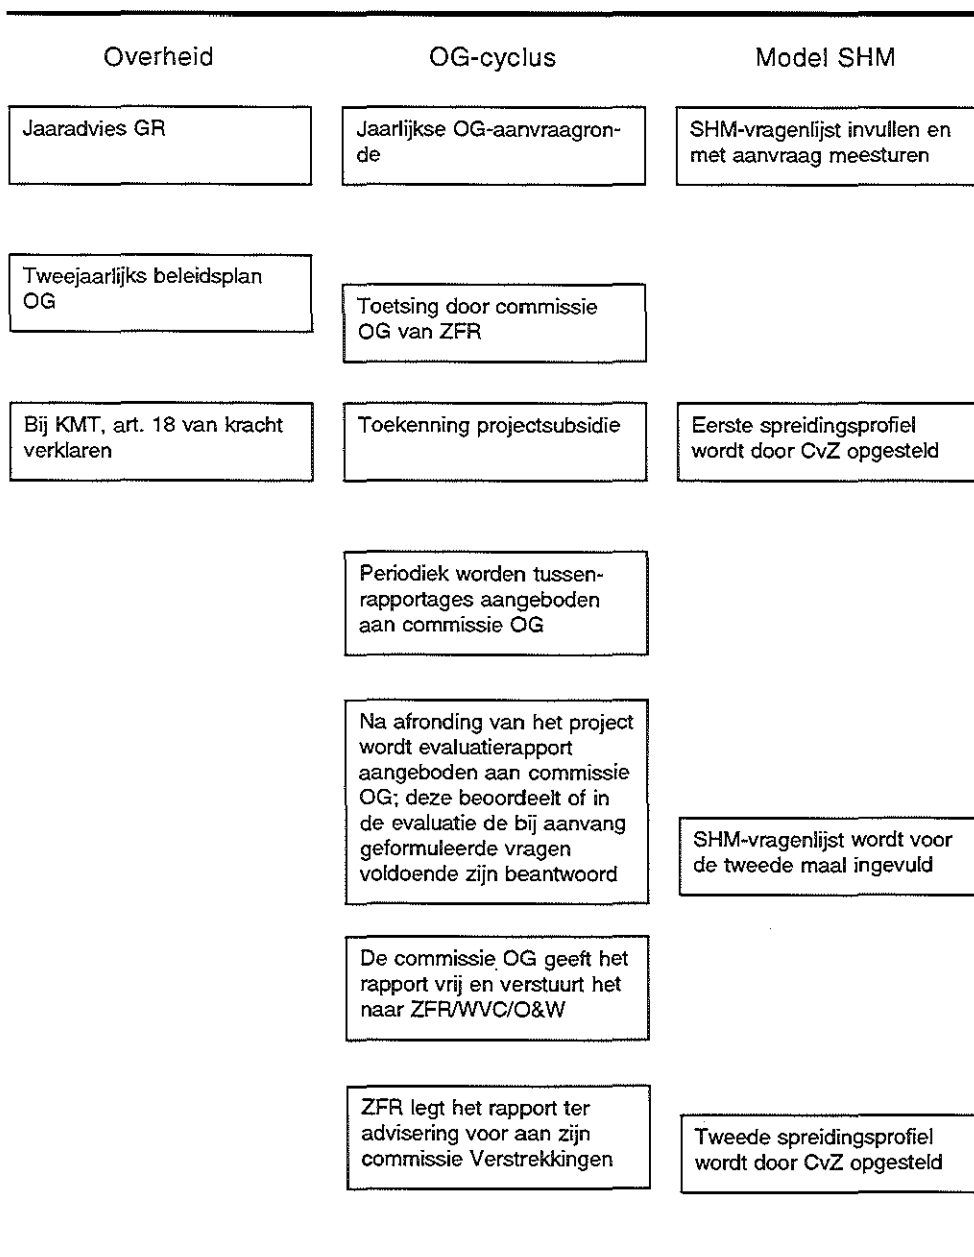 Overheid
OG-cyclus
Model SHM
Jaaradvies GR
Jaarlijkse OG-aanvraagron-
de
SHM-vragenlijst invullen en
met aanvraag meesturen
Tweejaarlijks beleidsplan
OG
Toetsing door commissie
OG van ZFR
Bij KMT, art. 18 van kracht
verklaren
Toekenning projectsubsidie
Eerste spreidingsprofiel
wordt door CvZ opgesteld
Periodiek worden tussen-
rapportages aangeboden
aan commissie OG
Na afronding van het project
wordt evaluatierapport
aangeboden aan commissie
OG; deze beoordeelt of in
de evaluatie de bij aanvang
geformuleerde vragen
voldoende zijn beantwoord
SHM-vragenlijst wordt voor
de tweede maal ingevuld
De commissie OG geeft het
rapport vrij en verstuurt het
naar ZFR/WVC/O&W
ZFR legt het rapport ter
advisering voor aan zijn
commissie Verstrekkingen
Tweede spreidingsprofiel
wordt door CvZ opgesteld